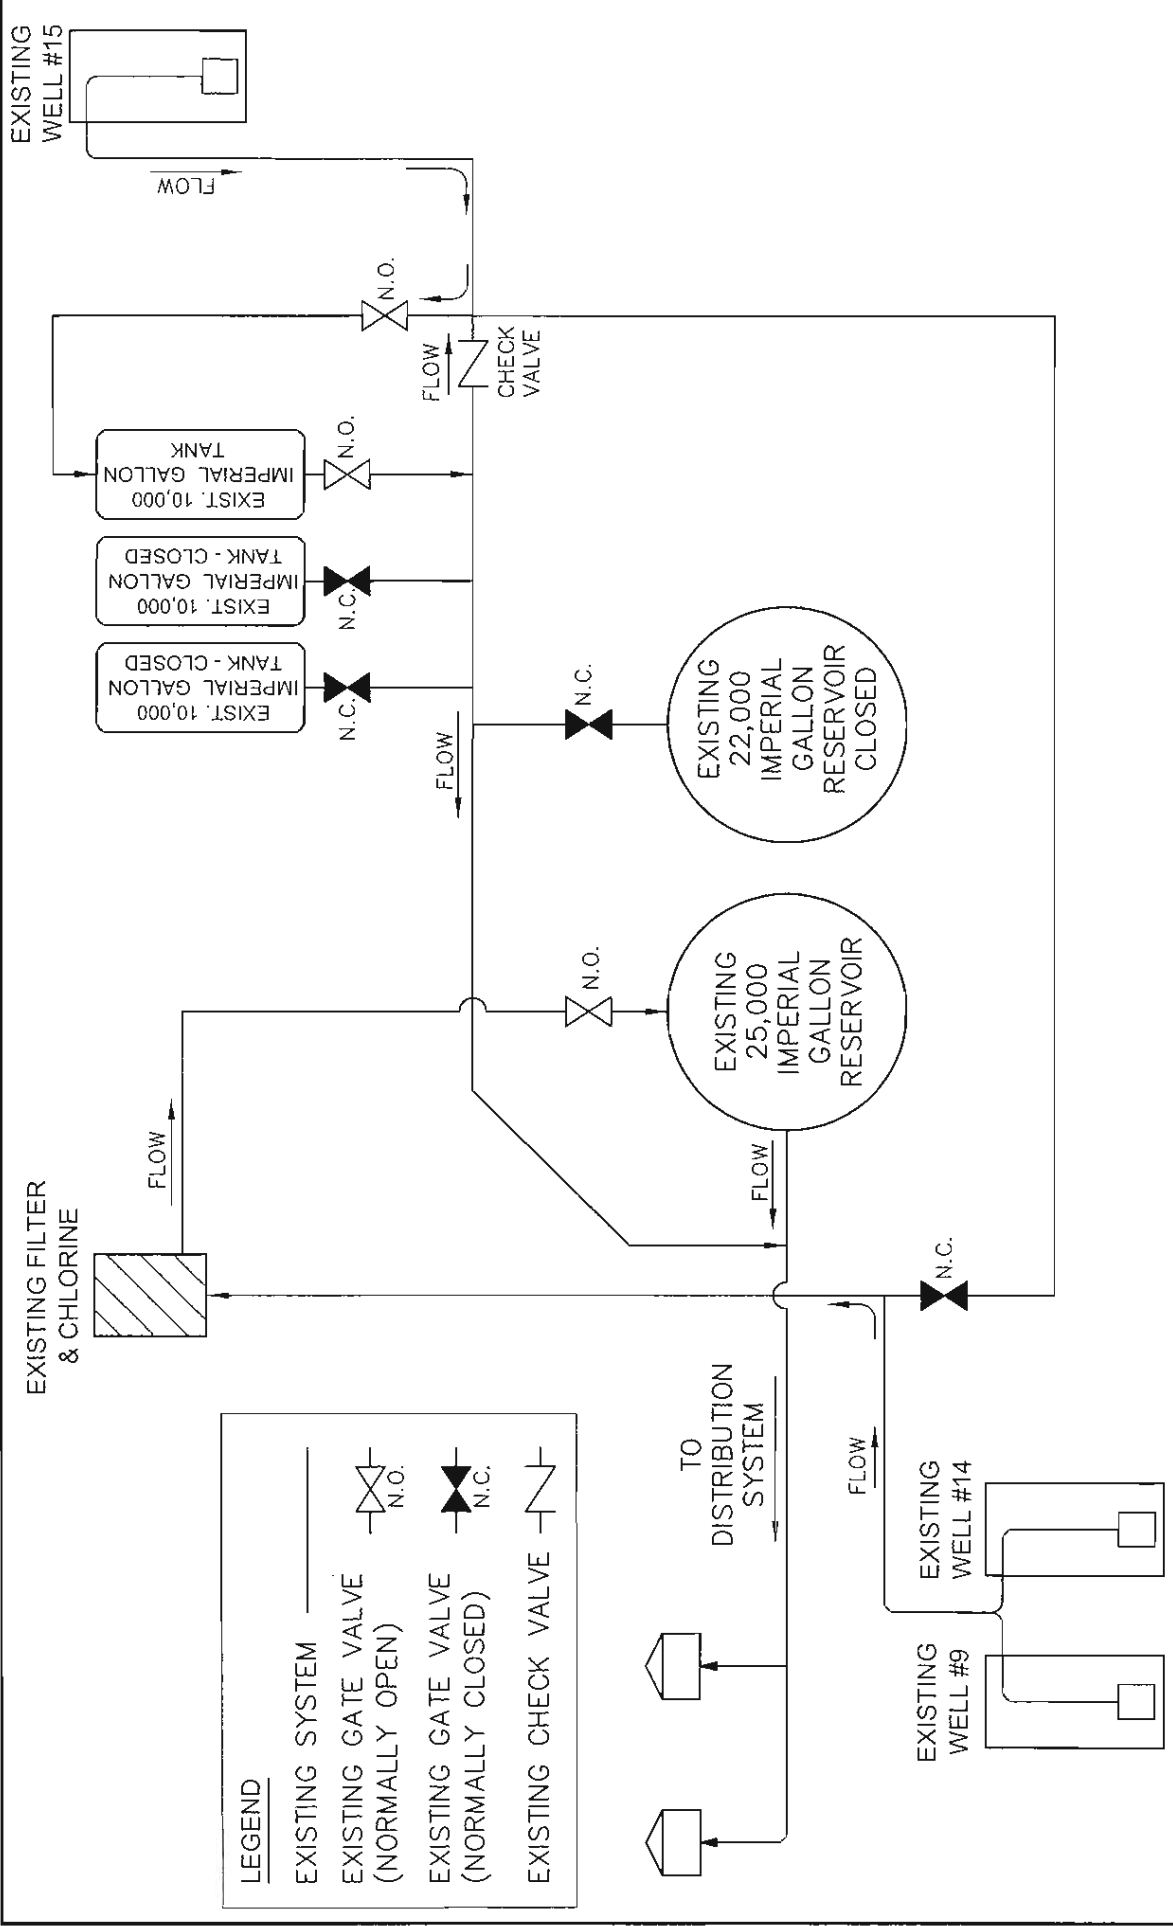 EXISTING
WELL #15
FLOW
N.O.
FLOW
CHECK
VALVE
EXIST. 10,000
IMPERIAL GALLON
TANK
N.O.
EXIST. 10,000
IMPERIAL GALLON
TANK - CLOSED
N.C.
EXIST. 10,000
IMPERIAL GALLON
TANK - CLOSED
N.C.
FLOW
N.C.
EXISTING
22,000
IMPERIAL
GALLON
RESERVOIR
CLOSED
N.O.
EXISTING
25,000
IMPERIAL
GALLON
RESERVOIR
FLOW
EXISTING FILTER
& CHLORINE
FLOW
N.C.
TO
DISTRIBUTION
SYSTEM
FLOW
EXISTING
WELL #14
EXISTING
WELL #9
LEGEND
EXISTING SYSTEM
EXISTING GATE VALVE
(NORMALLY OPEN)
N.O.
EXISTING GATE VALVE
(NORMALLY CLOSED)
N.C.
EXISTING CHECK VALVE